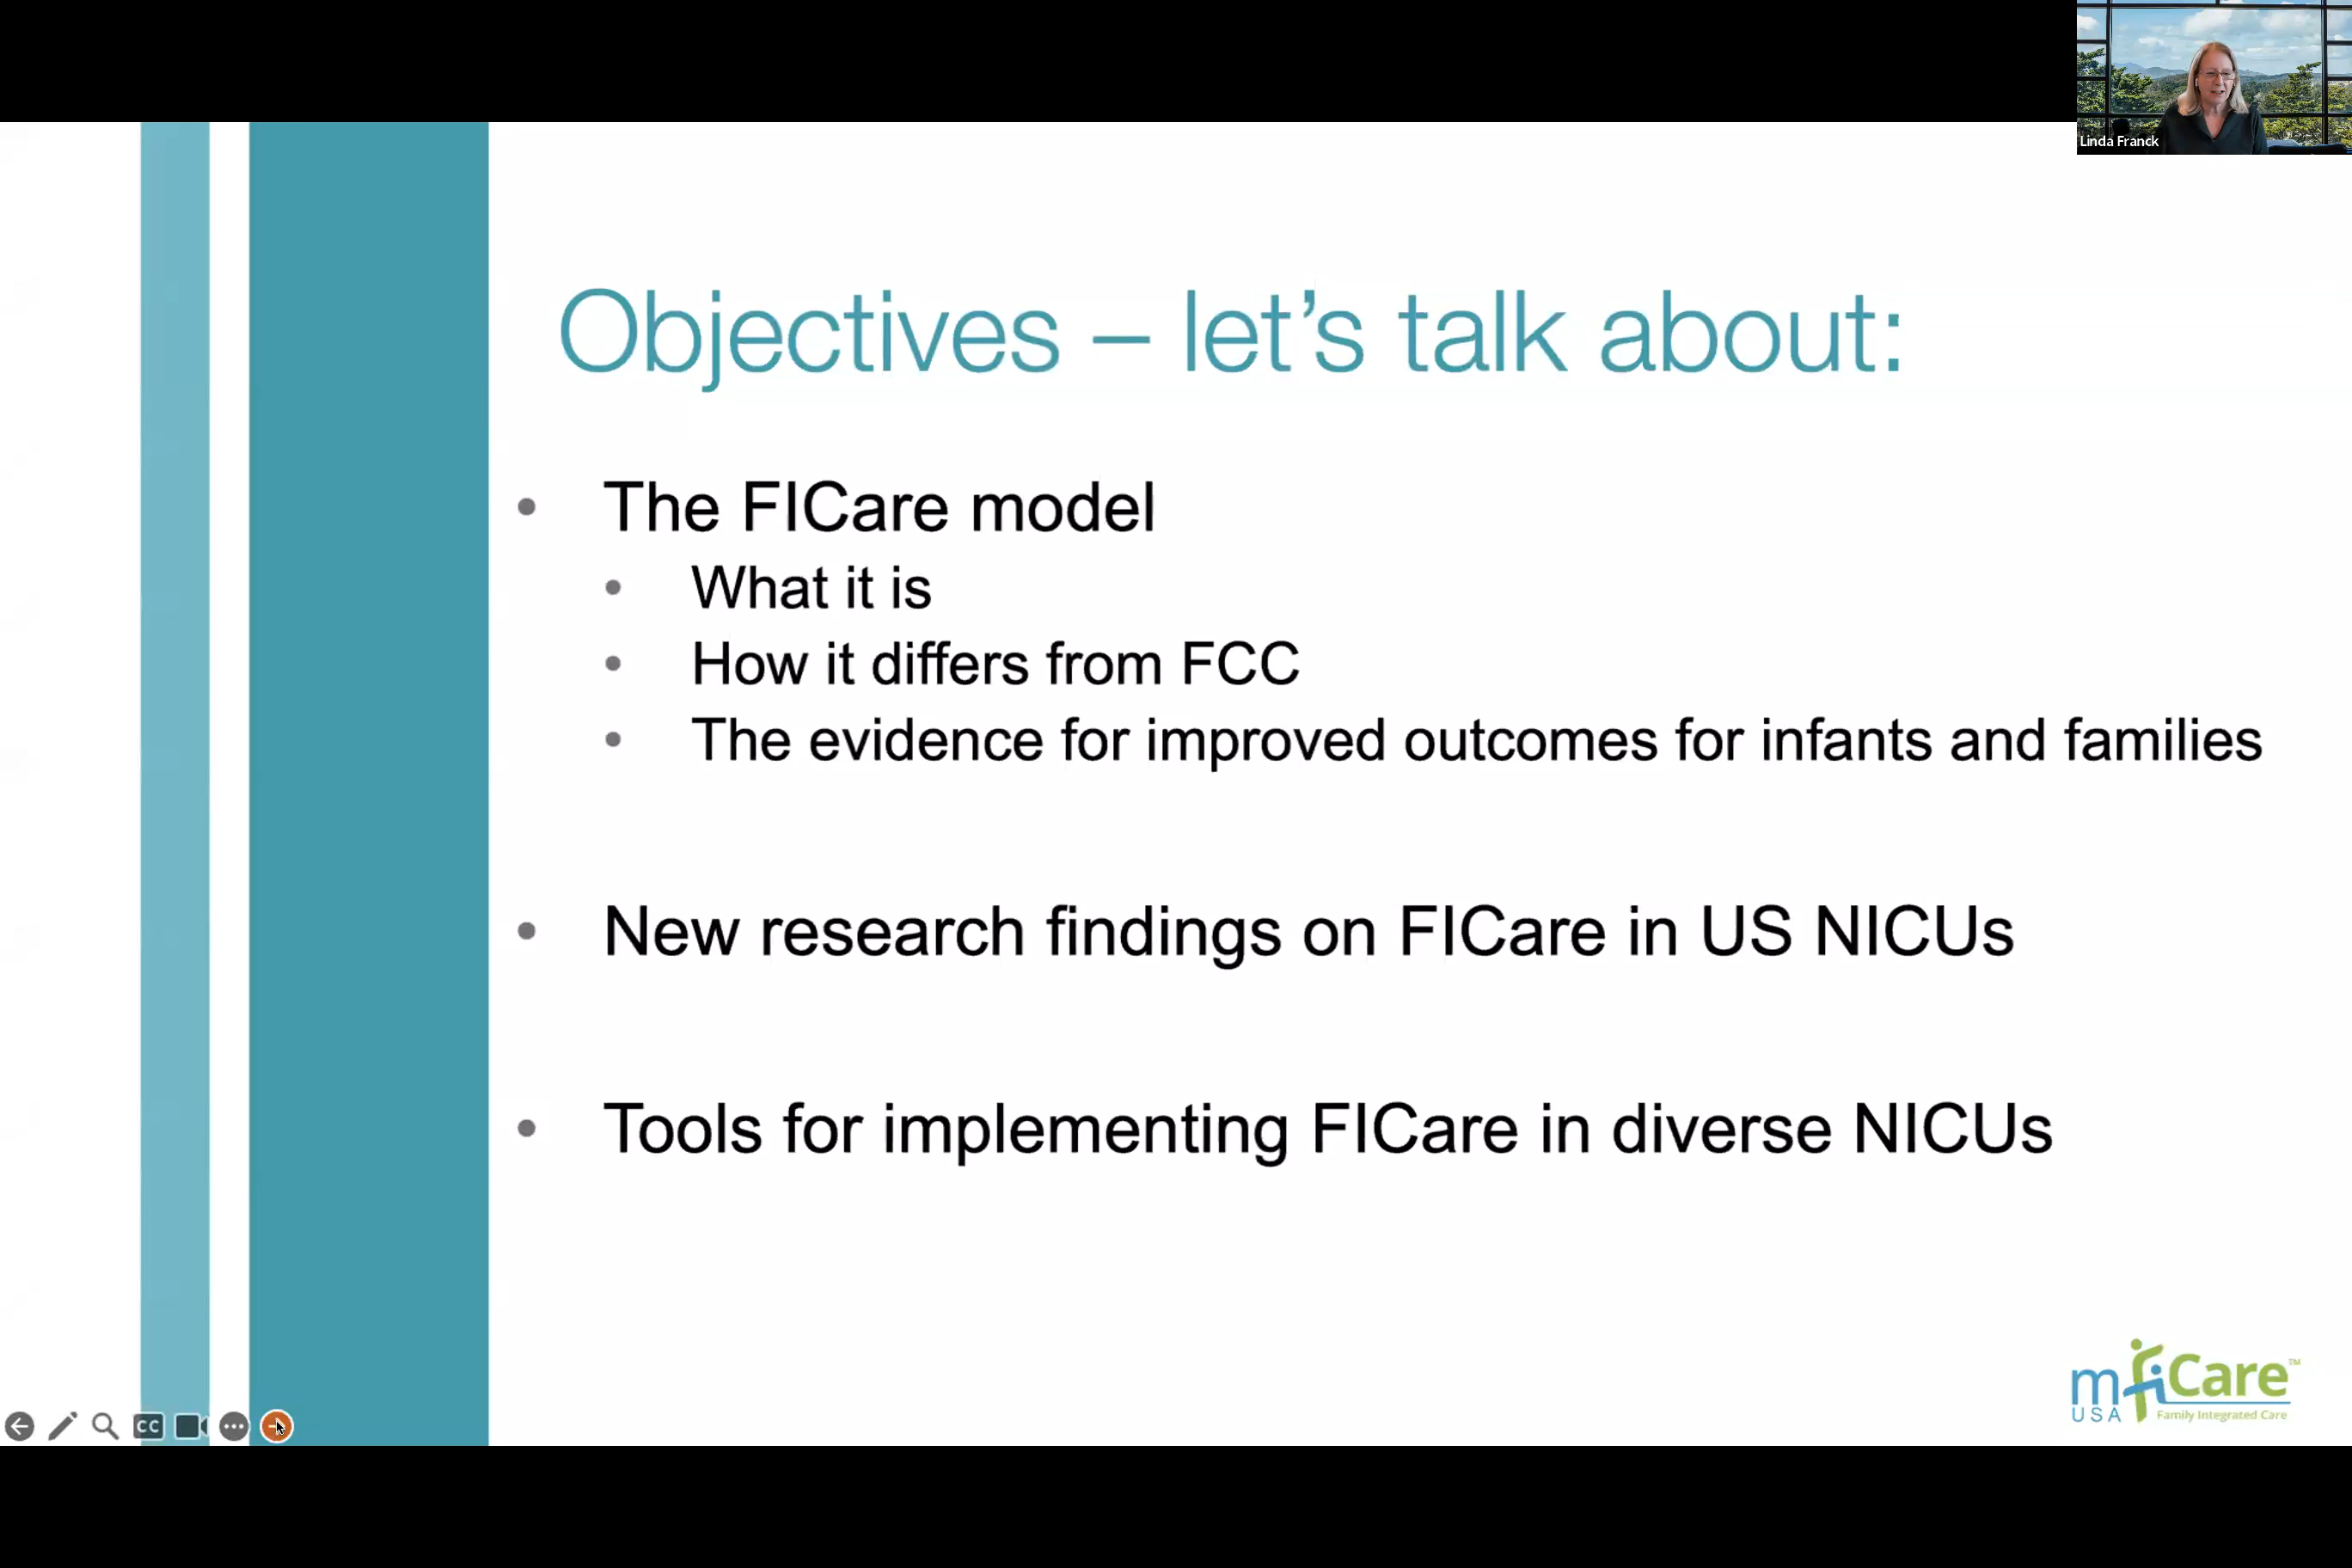 Linda Franck
Objectives – let’s talk about:
• The FICare model
• What it is
• How it differs from FCC
• The evidence for improved outcomes for infants and families
• New research findings on FICare in US NICUs
• Tools for implementing FICare in diverse NICUs
CC
mfiCare™
USA Family Integrated Care